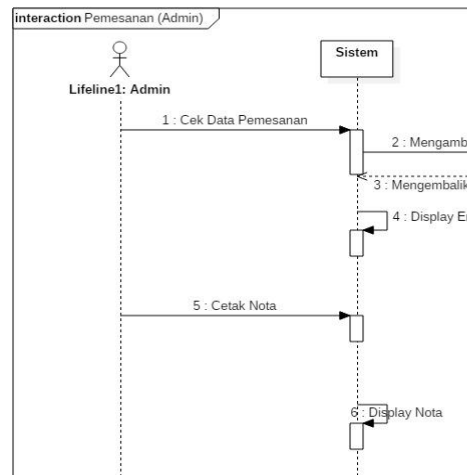 interaction Pemesanan (Admin)
Sistem
Lifeline1: Admin
1 : Cek Data Pemesanan
2 : Mengamb
3 : Mengembalik
4 : Display
5 : Cetak Nota
6 : Display Nota